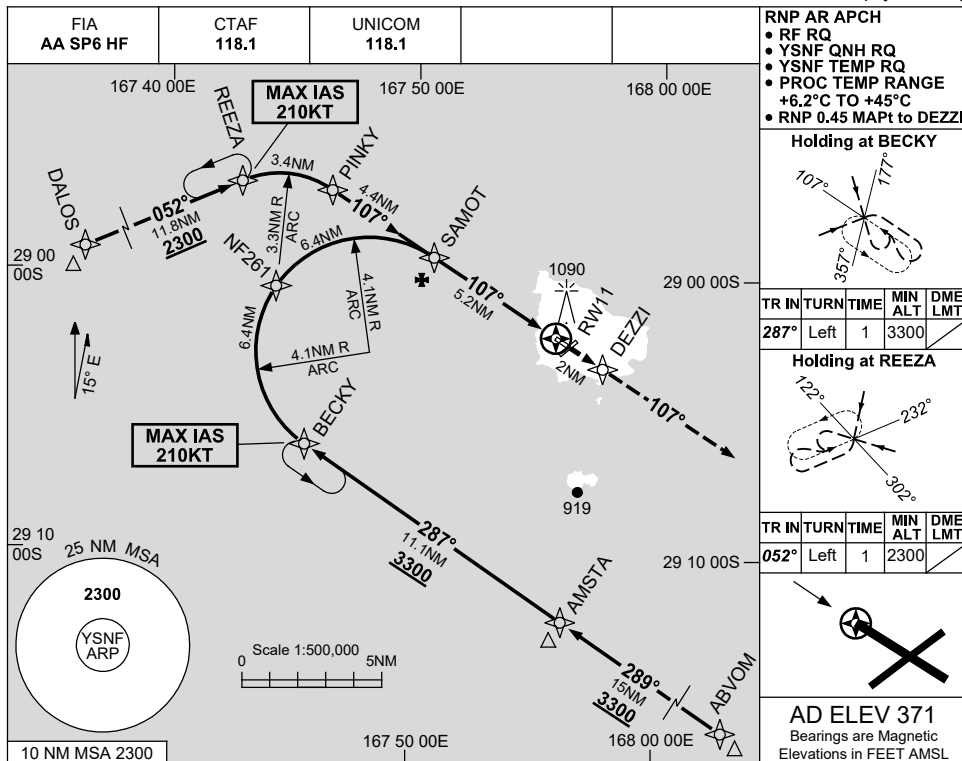 FIA
AA SP6 HF
CTAF
118.1
UNICOM
118.1
RNP AR APCH
• RF RQ
• YSNF QNH RQ
• YSNF TEMP RQ
• PROC TEMP RANGE
+6.2°C TO +45°C
• RNP 0.45 MAPt to DEZZI
167 40 00E
167 50 00E
168 00 00E
MAX IAS
210KT
REEZA
3.4NM
PINKY
DALOS
052°
11.8NM
2300
4.4NM
107°
SAMOT
3.3NM R
ARC
NF261
6.4NM
4.1NM R
ARC
29 00
00S
29 00 00S
1090
107°
5.2NM
RW11
DEZZI
2NM
107°
6.4NM
4.1NM R
ARC
15° E
BECKY
MAX IAS
210KT
919
287°
11.1NM
3300
29 10
00S
29 10 00S
AMSTA
289°
15NM
3300
ABVOM
25 NM MSA
2300
YSNF
ARP
Scale 1:500,000
0
5NM
10 NM MSA 2300
167 50 00E
168 00 00E
Holding at BECKY
107°
177°
357°
TR IN TURN TIME MIN ALT DME LMT
287° Left 1 3300
Holding at REEZA
122°
232°
302°
TR IN TURN TIME MIN ALT DME LMT
052° Left 1 2300
AD ELEV 371
Bearings are Magnetic
Elevations in FEET AMSL